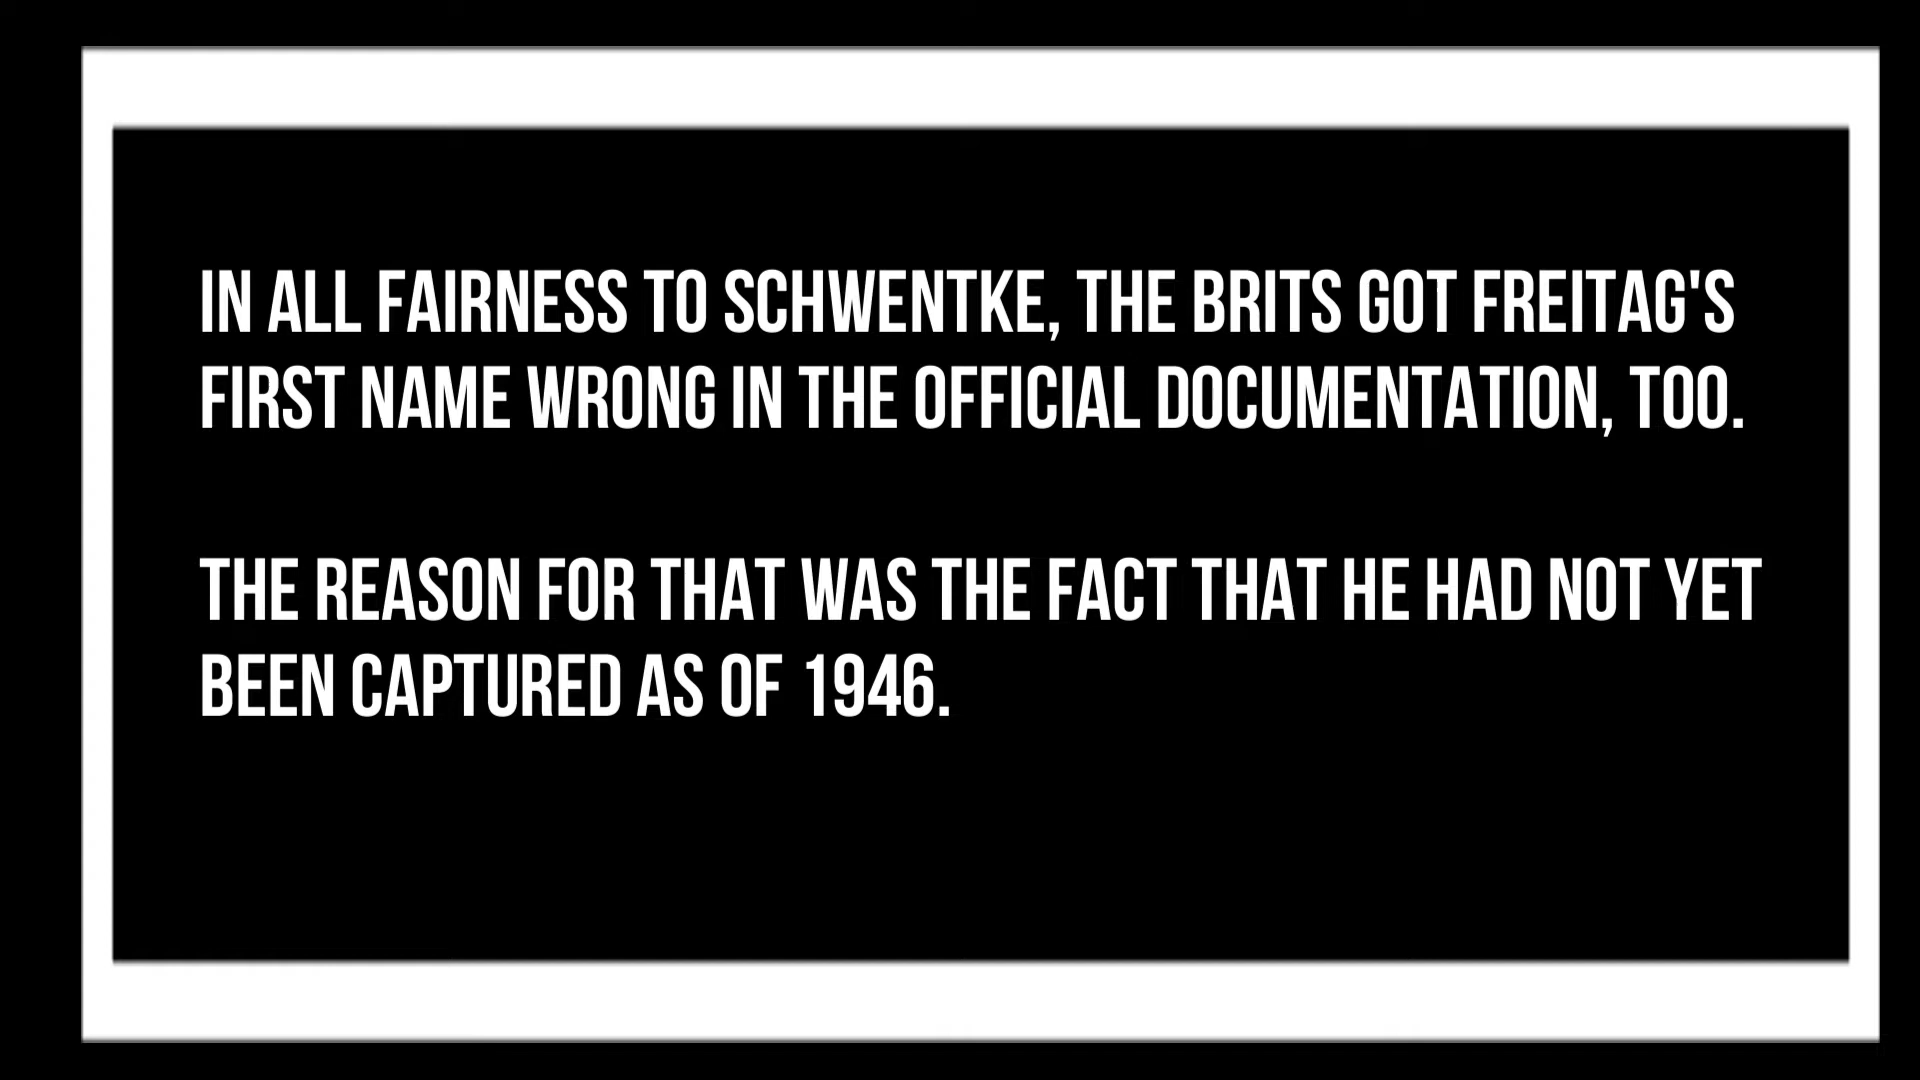 IN ALL FAIRNESS TO SCHWENTKE, THE BRITS GOT FREITAG'S
FIRST NAME WRONG IN THE OFFICIAL DOCUMENTATION, TOO.
THE REASON FOR THAT WAS THE FACT THAT HE HAD NOT YET
BEEN CAPTURED AS OF 1946.